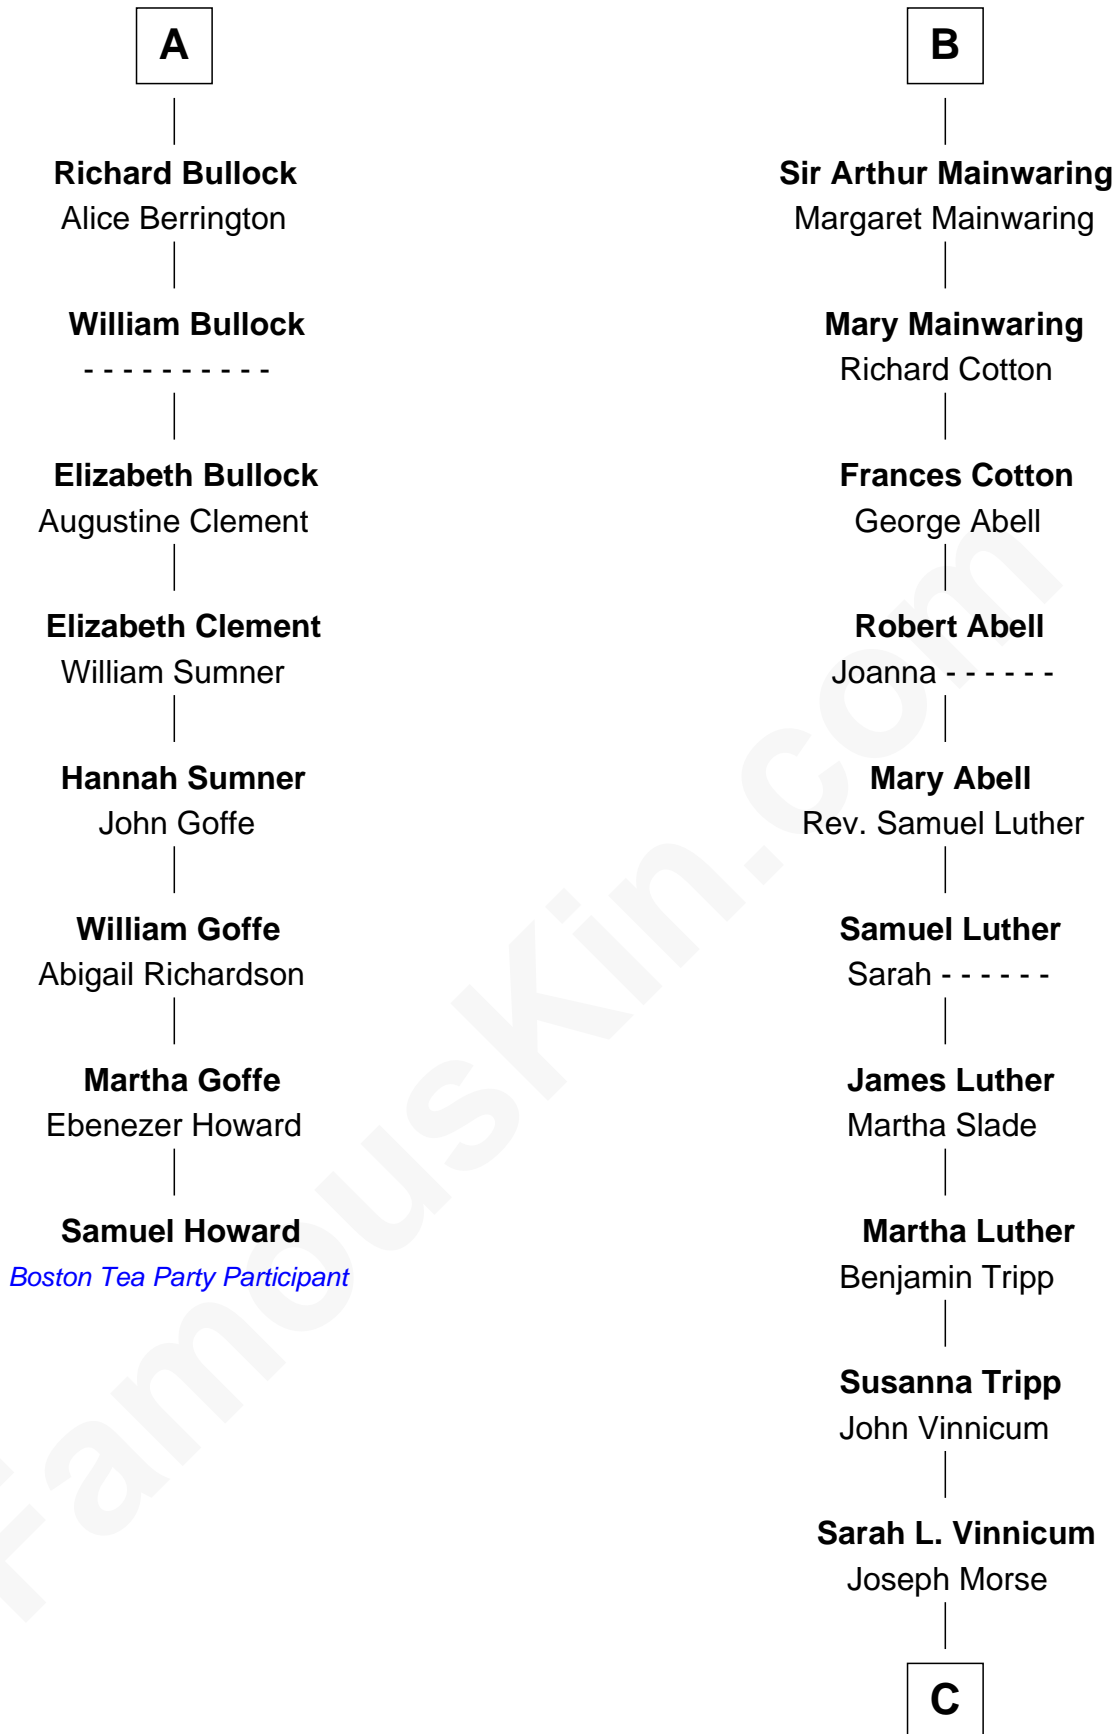 A
Richard Bullock
Alice Berrington
William Bullock
- - - - - - - - - -
Elizabeth Bullock
Augustine Clement
Elizabeth Clement
William Sumner
Hannah Sumner
John Goffe
William Goffe
Abigail Richardson
Martha Goffe
Ebenezer Howard
Samuel Howard
Boston Tea Party Participant
B
Sir Arthur Mainwaring
Margaret Mainwaring
Mary Mainwaring
Richard Cotton
Frances Cotton
George Abell
Robert Abell
Joanna - - - - - -
Mary Abell
Rev. Samuel Luther
Samuel Luther
Sarah - - - - - -
James Luther
Martha Slade
Martha Luther
Benjamin Tripp
Susanna Tripp
John Vinnicum
Sarah L. Vinnicum
Joseph Morse
C
FamousKin.com